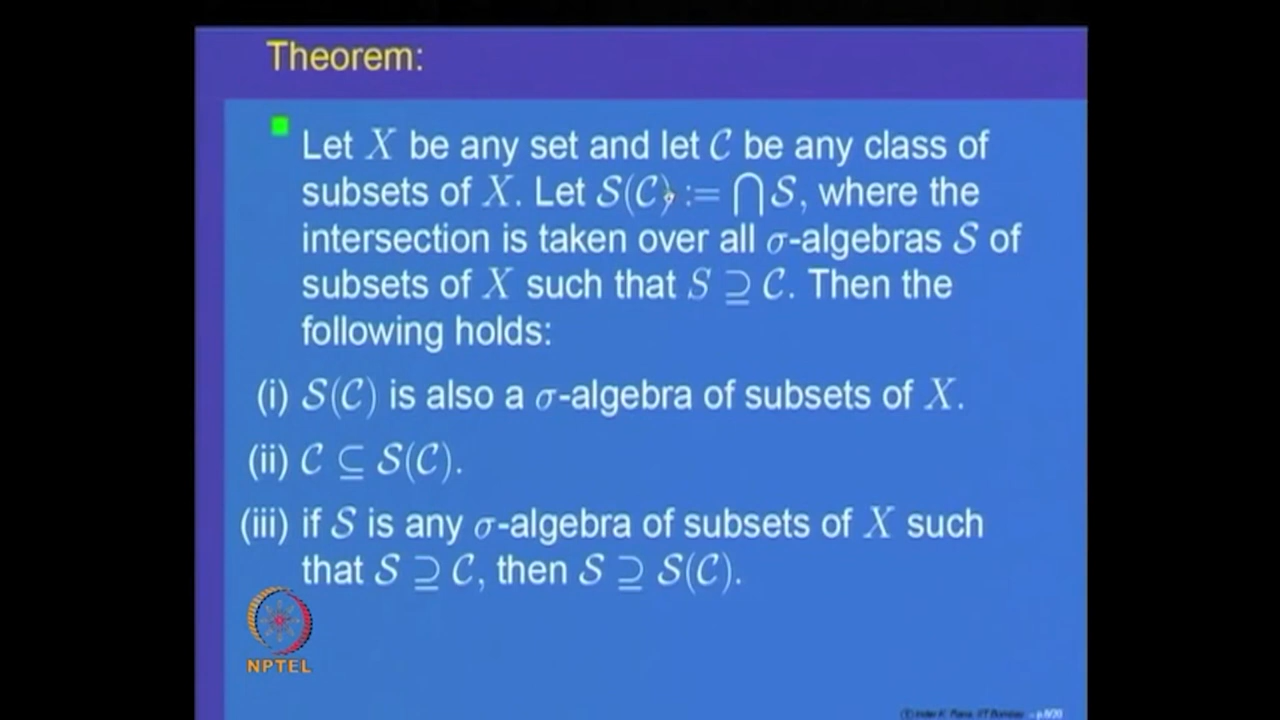 Theorem:
Let X be any set and let C be any class of
subsets of X. Let S(C) := ⋂ S, where the
intersection is taken over all σ-algebras S of
subsets of X such that S ⊇ C. Then the
following holds:
(i) S(C) is also a σ-algebra of subsets of X.
(ii) C ⊆ S(C).
(iii) if S is any σ-algebra of subsets of X such
that S ⊇ C, then S ⊇ S(C).
NPTEL